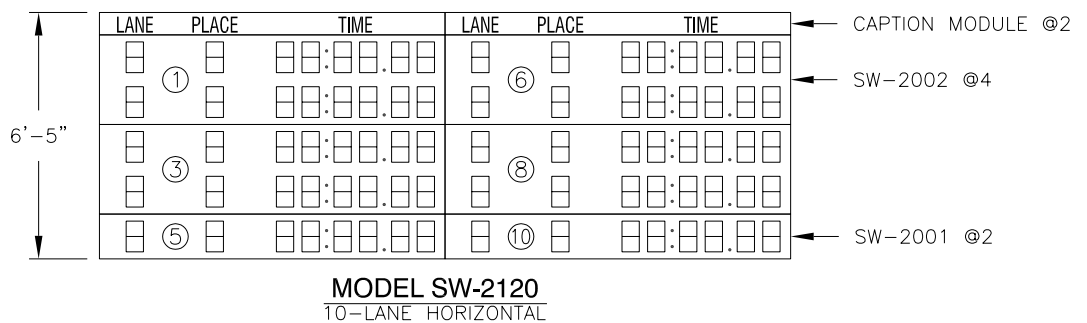 LANE PLACE TIME LANE PLACE TIME
CAPTION MODULE @2
1 6
SW-2002 @4
6'-5"
3 8
5 10
SW-2001 @2
MODEL SW-2120
10-LANE HORIZONTAL